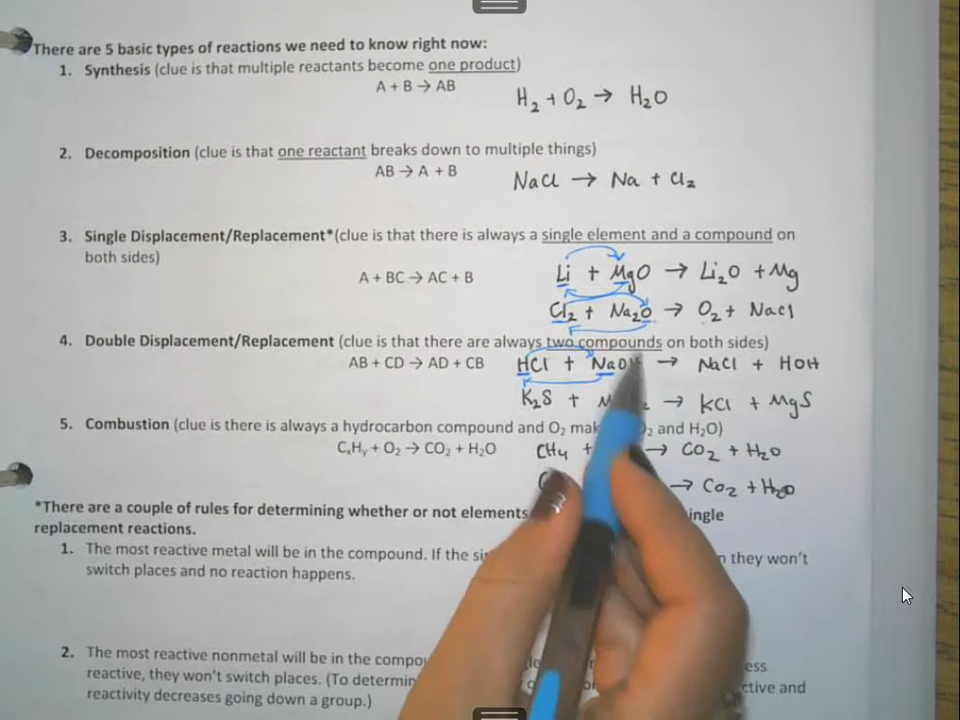 There are 5 basic types of reactions we need to know right now:
1. Synthesis (clue is that multiple reactants become one product)
A + B → AB
H₂ + O₂ → H₂O
2. Decomposition (clue is that one reactant breaks down to multiple things)
AB → A + B
NaCl → Na + Cl₂
3. Single Displacement/Replacement*(clue is that there is always a single element and a compound on
both sides)
Li + MgO → Li₂O + Mg
A + BC → AC + B
Cl₂ + Na₂O → O₂ + NaCl
4. Double Displacement/Replacement (clue is that there are always two compounds on both sides)
AB + CD → AD + CB
HCl + NaO → NaCl + HOH
K₂S + → KCl + MgS
5. Combustion (clue is there is always a hydrocarbon compound and O₂ and H₂O)
CₓHᵧ + O₂ → CO₂ + H₂O
CH₄ + → CO₂ + H₂O
→ CO₂ + H₂O
*There are a couple of rules for determining whether or not elements
replacement reactions.
1. The most reactive metal will be in the compound. If the they won't
switch places and no reaction happens.
2. The most reactive nonmetal will be in the
reactive, they won't switch places. (To and
reactivity decreases going down a group.)